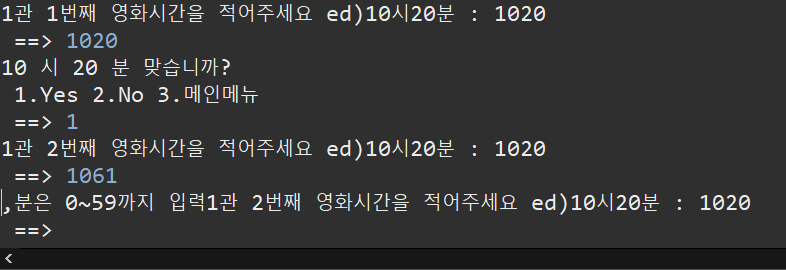 1관 1번째 영화시간을 적어주세요 ed)10시20분 : 1020
==> 1020
10 시 20 분 맞습니까?
1.Yes 2.No 3.메인메뉴
==> 1
1관 2번째 영화시간을 적어주세요 ed)10시20분 : 1020
==> 1061
,분은 0~59까지 입력1관 2번째 영화시간을 적어주세요 ed)10시20분 : 1020
==>